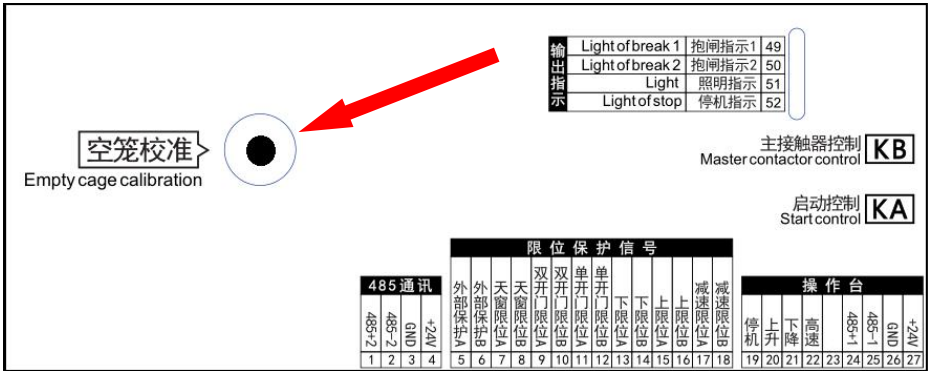 输出指示
Light of break 1 抱闸指示1 49
Light of break 2 抱闸指示2 50
Light 照明指示 51
Light of stop 停机指示 52
空笼校准
Empty cage calibration
主接触器控制 KB
Master contactor control
启动控制 KA
Start control
485通讯
485+2 1
485-2 2
GND 3
+24V 4
限位保护信号
外部保护A 5
外部保护B 6
天窗限位A 7
天窗限位B 8
双开门限位A 9
双开门限位B 10
单开门限位A 11
单开门限位B 12
下限位A 13
下限位B 14
上限位A 15
上限位B 16
减速限位A 17
减速限位B 18
操作台
停机 19
上升 20
下降 21
高速 22
23
485+1 24
485-1 25
GND 26
+24V 27